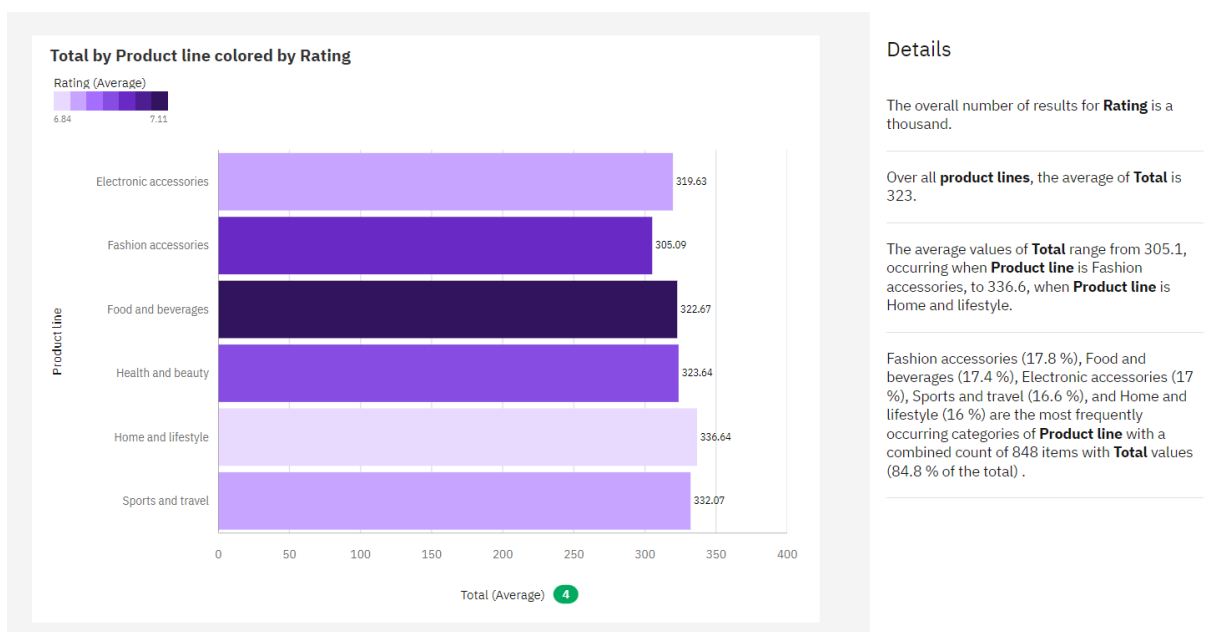 Total by Product line colored by Rating
Rating (Average)
6.84 7.11
Product line
Electronic accessories 319.63
Fashion accessories 305.09
Food and beverages 322.67
Health and beauty 323.64
Home and lifestyle 336.64
Sports and travel 332.07
0 50 100 150 200 250 300 350 400
Total (Average) 4
Details
The overall number of results for Rating is a
thousand.
Over all product lines, the average of Total is
323.
The average values of Total range from 305.1,
occurring when Product line is Fashion
accessories, to 336.6, when Product line is
Home and lifestyle.
Fashion accessories (17.8 %), Food and
beverages (17.4 %), Electronic accessories (17
%), Sports and travel (16.6 %), and Home and
lifestyle (16 %) are the most frequently
occurring categories of Product line with a
combined count of 848 items with Total values
(84.8 % of the total) .